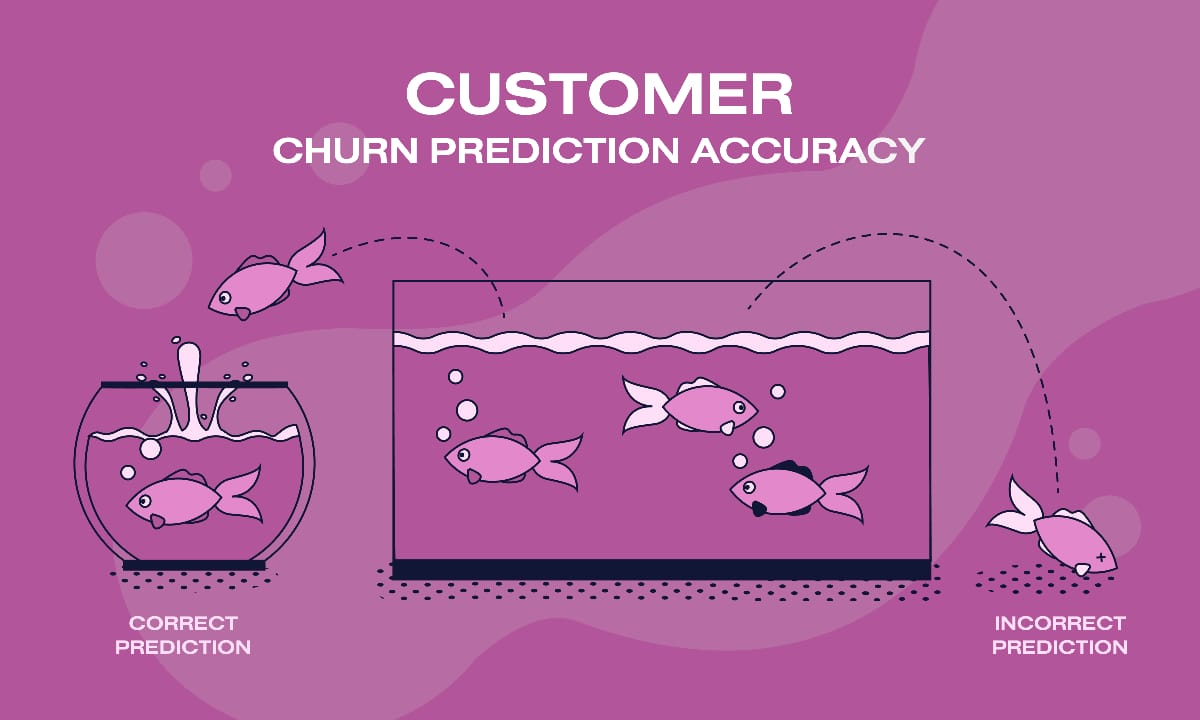 CUSTOMER
CHURN PREDICTION ACCURACY
CORRECT
PREDICTION
INCORRECT
PREDICTION